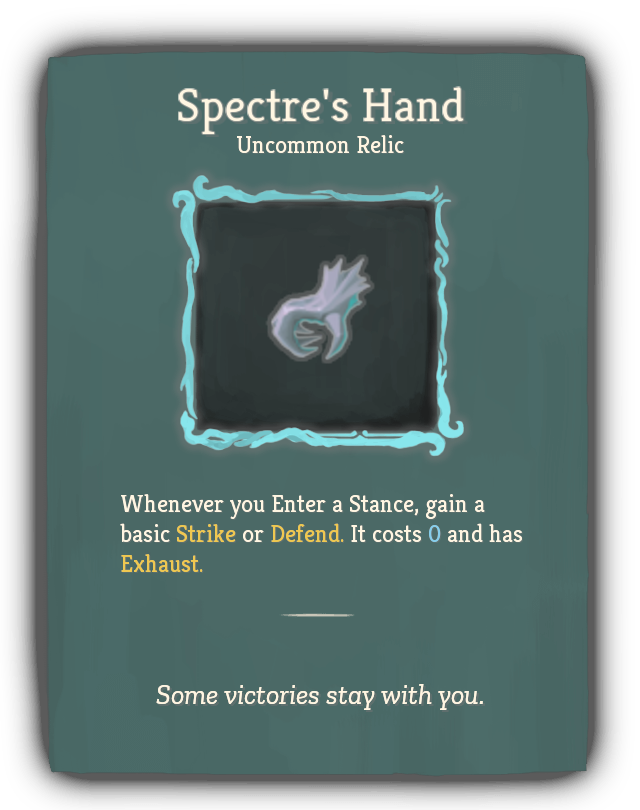 Spectre's Hand
Uncommon Relic
Whenever you Enter a Stance, gain a
basic Strike or Defend. It costs 0 and has
Exhaust.
Some victories stay with you.